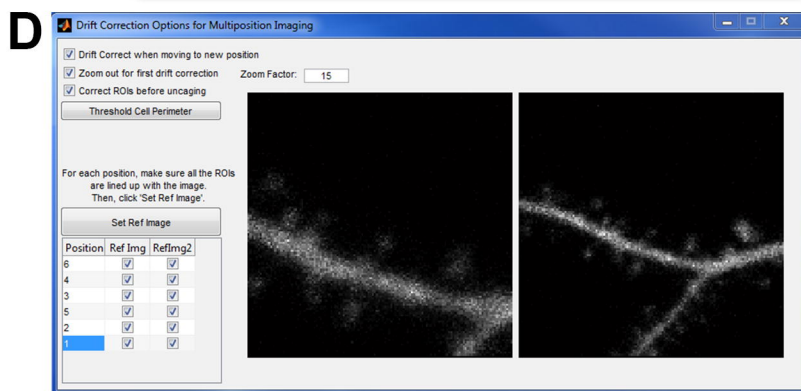 D
Drift Correction Options for Multiposition Imaging
Drift Correct when moving to new position
Zoom out for first drift correction Zoom Factor: 15
Correct ROIs before uncaging
Threshold Cell Perimeter
For each position, make sure all the ROIs
are lined up with the image.
Then, click 'Set Ref Image'.
Set Ref Image
Position Ref Img RefImg2
6
4
3
5
2
1